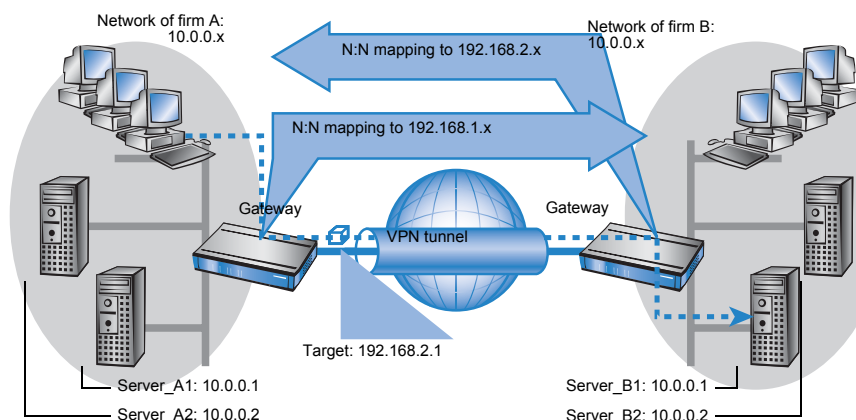 Network of firm A:
10.0.0.x
Network of firm B:
10.0.0.x
N:N mapping to 192.168.2.x
N:N mapping to 192.168.1.x
Gateway
Gateway
VPN tunnel
Target: 192.168.2.1
Server_A1: 10.0.0.1
Server_B1: 10.0.0.1
Server_A2: 10.0.0.2
Server_B2: 10.0.0.2